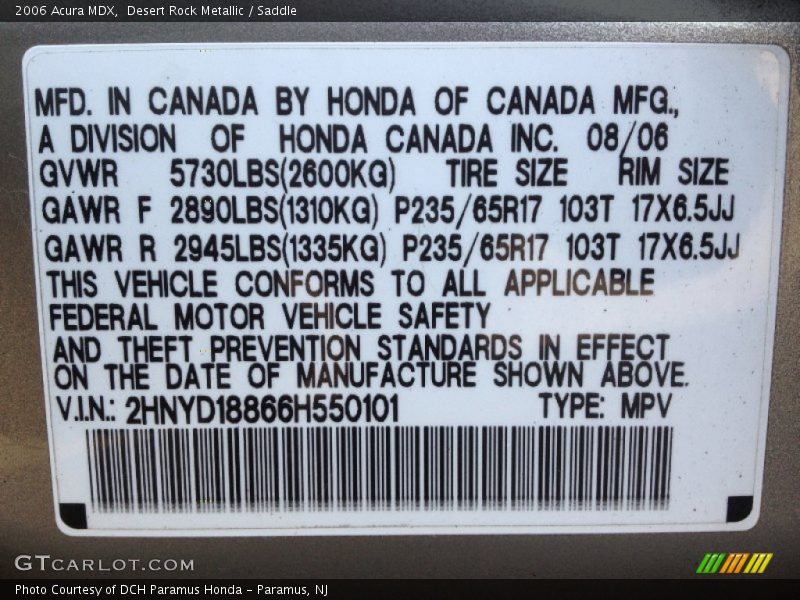 2006 Acura MDX,  Desert Rock Metallic / Saddle
MFD. IN CANADA BY HONDA OF CANADA MFG.,
A DIVISION OF HONDA CANADA INC. 08/06
GVWR 5730LBS(2600KG) TIRE SIZE RIM SIZE
GAWR F 2890LBS(1310KG) P235/65R17 103T 17X6.5JJ
GAWR R 2945LBS(1335KG) P235/65R17 103T 17X6.5JJ
THIS VEHICLE CONFORMS TO ALL APPLICABLE
FEDERAL MOTOR VEHICLE SAFETY
AND THEFT PREVENTION STANDARDS IN EFFECT
ON THE DATE OF MANUFACTURE SHOWN ABOVE.
V.I.N.: 2HNYD18866H550101 TYPE: MPV
GTCARLOT.COM
Photo Courtesy of DCH Paramus Honda - Paramus, NJ